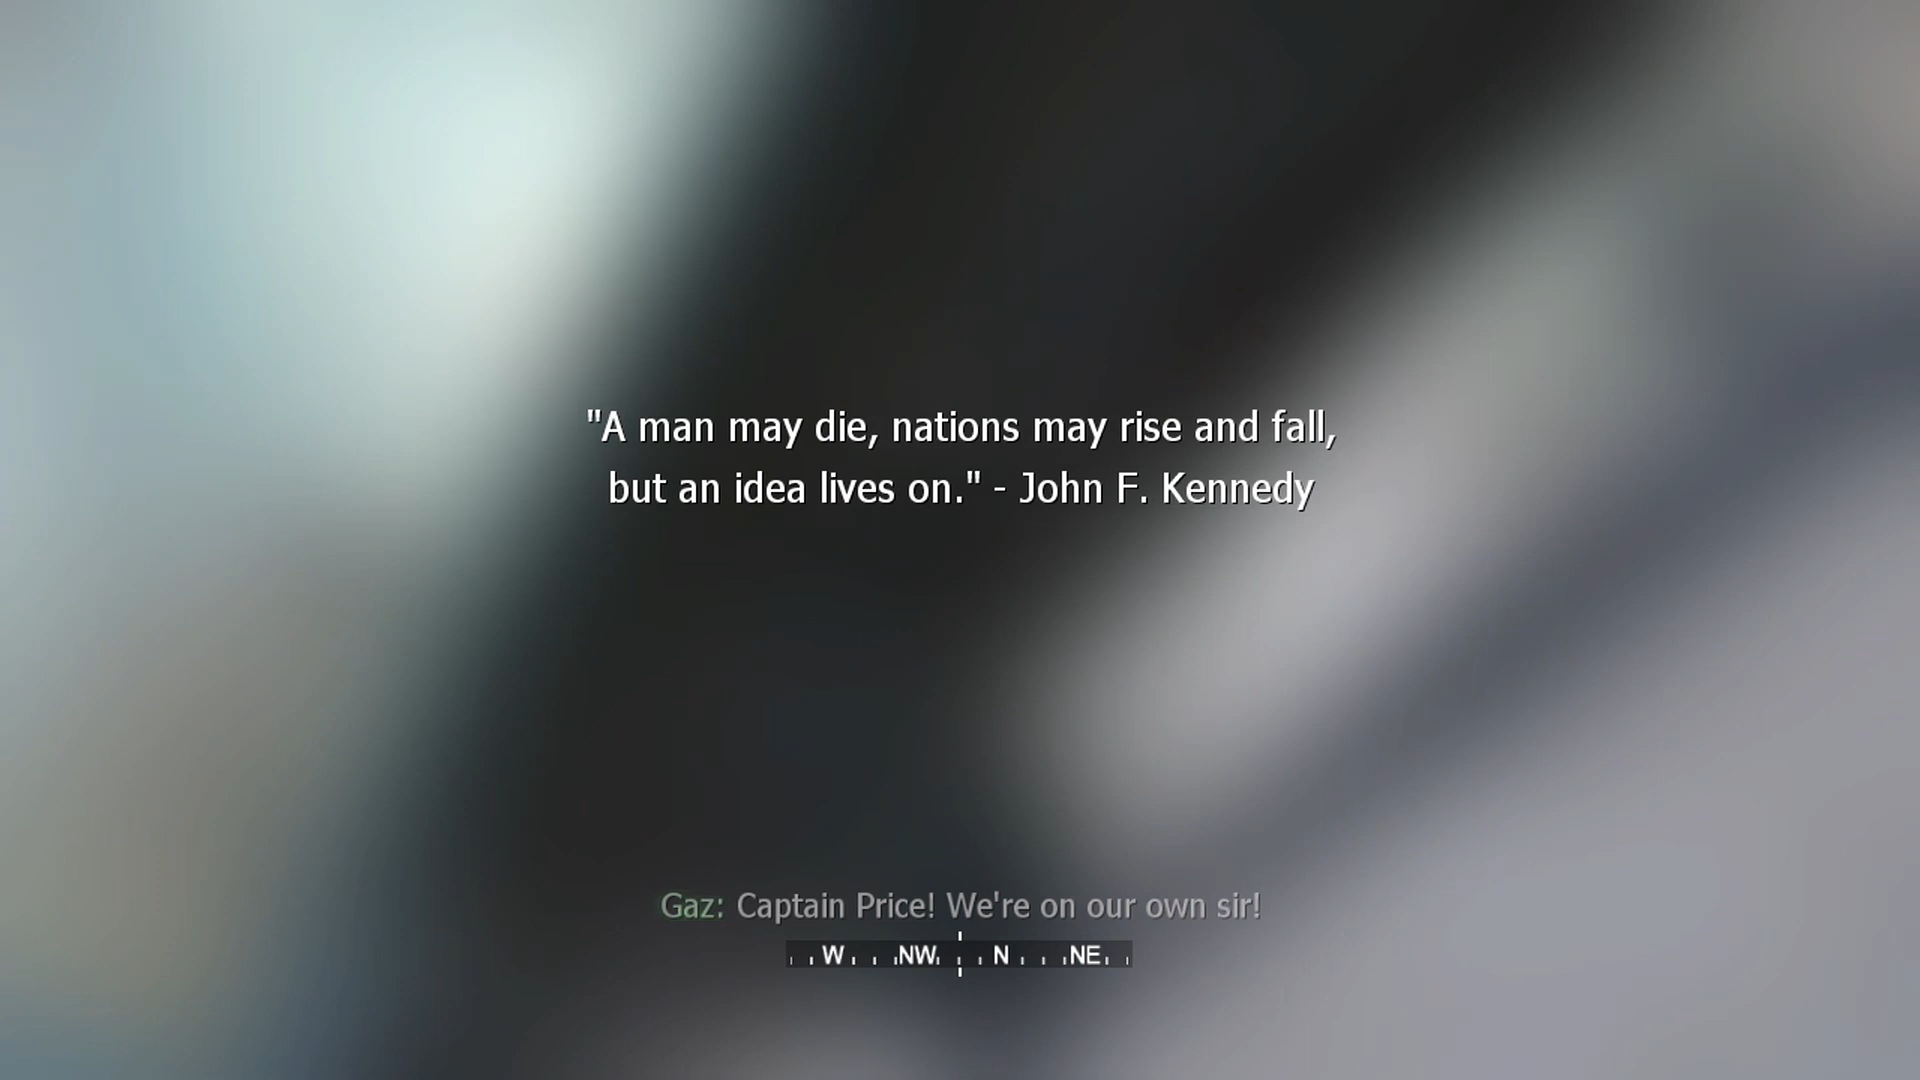 "A man may die, nations may rise and fall,
but an idea lives on." - John F. Kennedy
Gaz: Captain Price! We're on our own sir!
W NW N NE